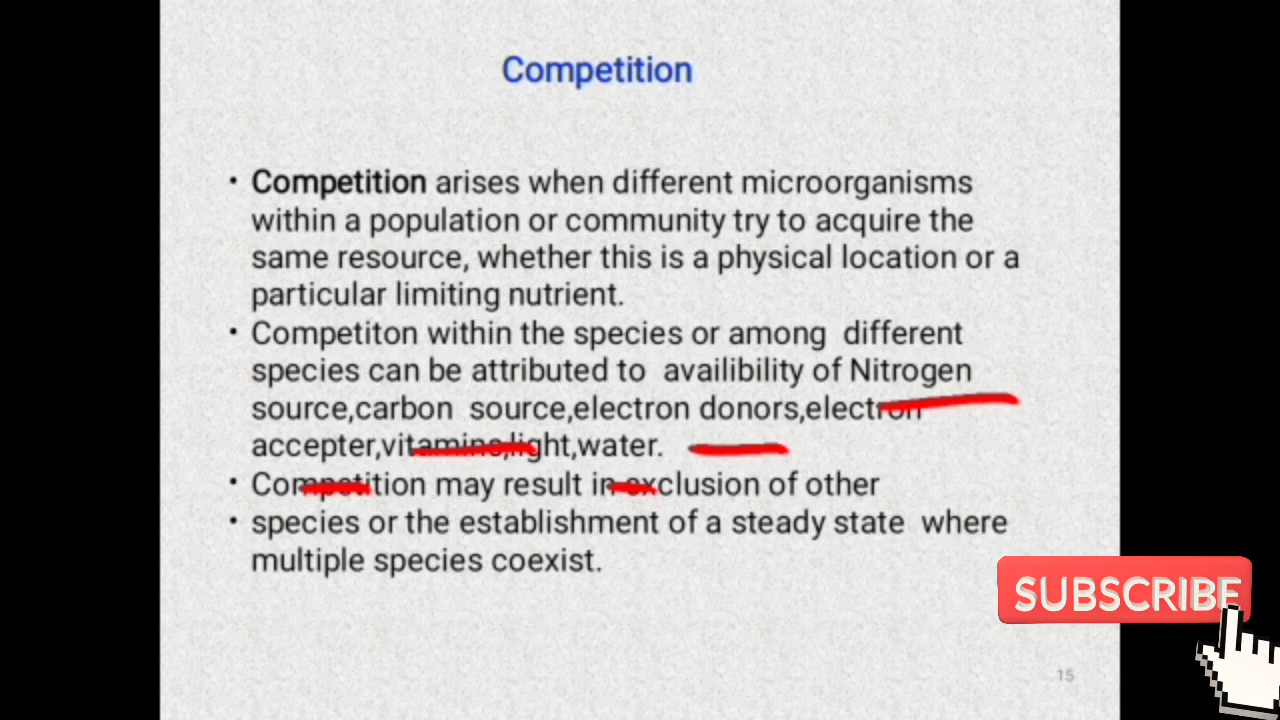 Competition
• Competition arises when different microorganisms
within a population or community try to acquire the
same resource, whether this is a physical location or a
particular limiting nutrient.
• Competiton within the species or among different
species can be attributed to availibility of Nitrogen
source,carbon source,electron donors,electron
accepter,vitamins,light,water.
• Competition may result in exclusion of other
• species or the establishment of a steady state where
multiple species coexist.
SUBSCRIBE
15